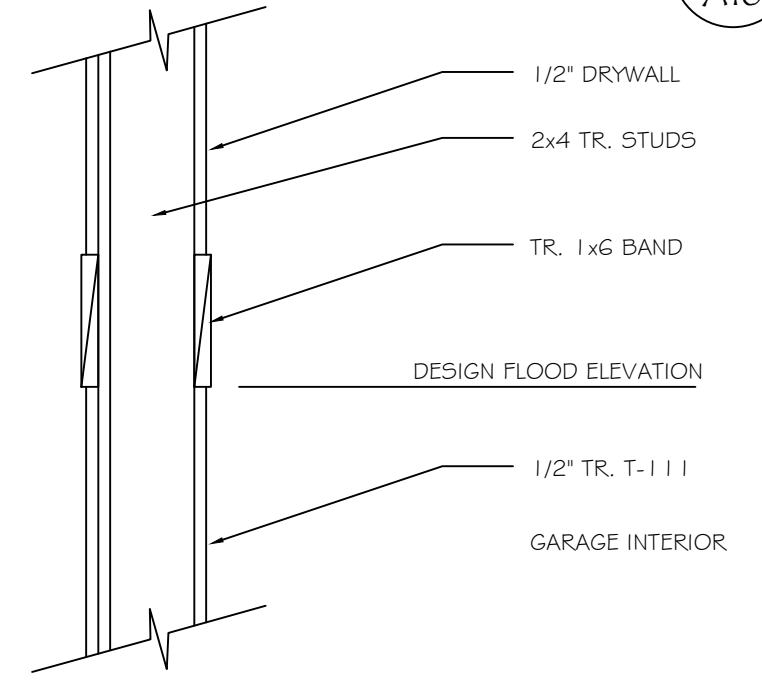 1/2" DRYWALL
2x4 TR. STUDS
TR. 1x6 BAND
DESIGN FLOOD ELEVATION
1/2" TR. T-111
GARAGE INTERIOR